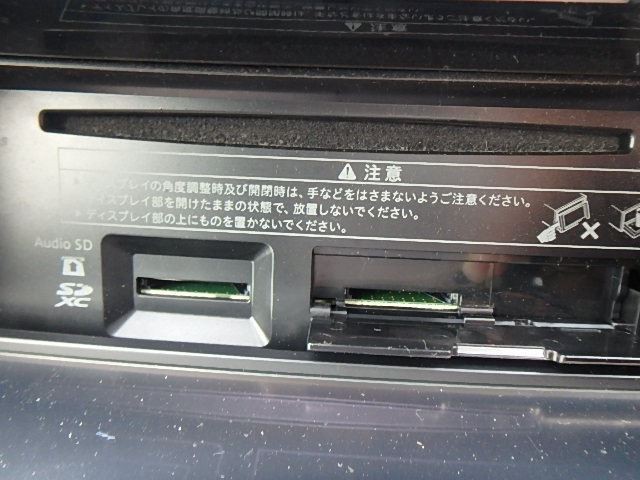 注意
ディスプレイの角度調整時及び開閉時は、手などをはさまないようご注意ください。
ディスプレイ部を開けたままの状態で、放置しないでください。
ディスプレイ部の上にものを置かないでください。
Audio SD
SD
XC